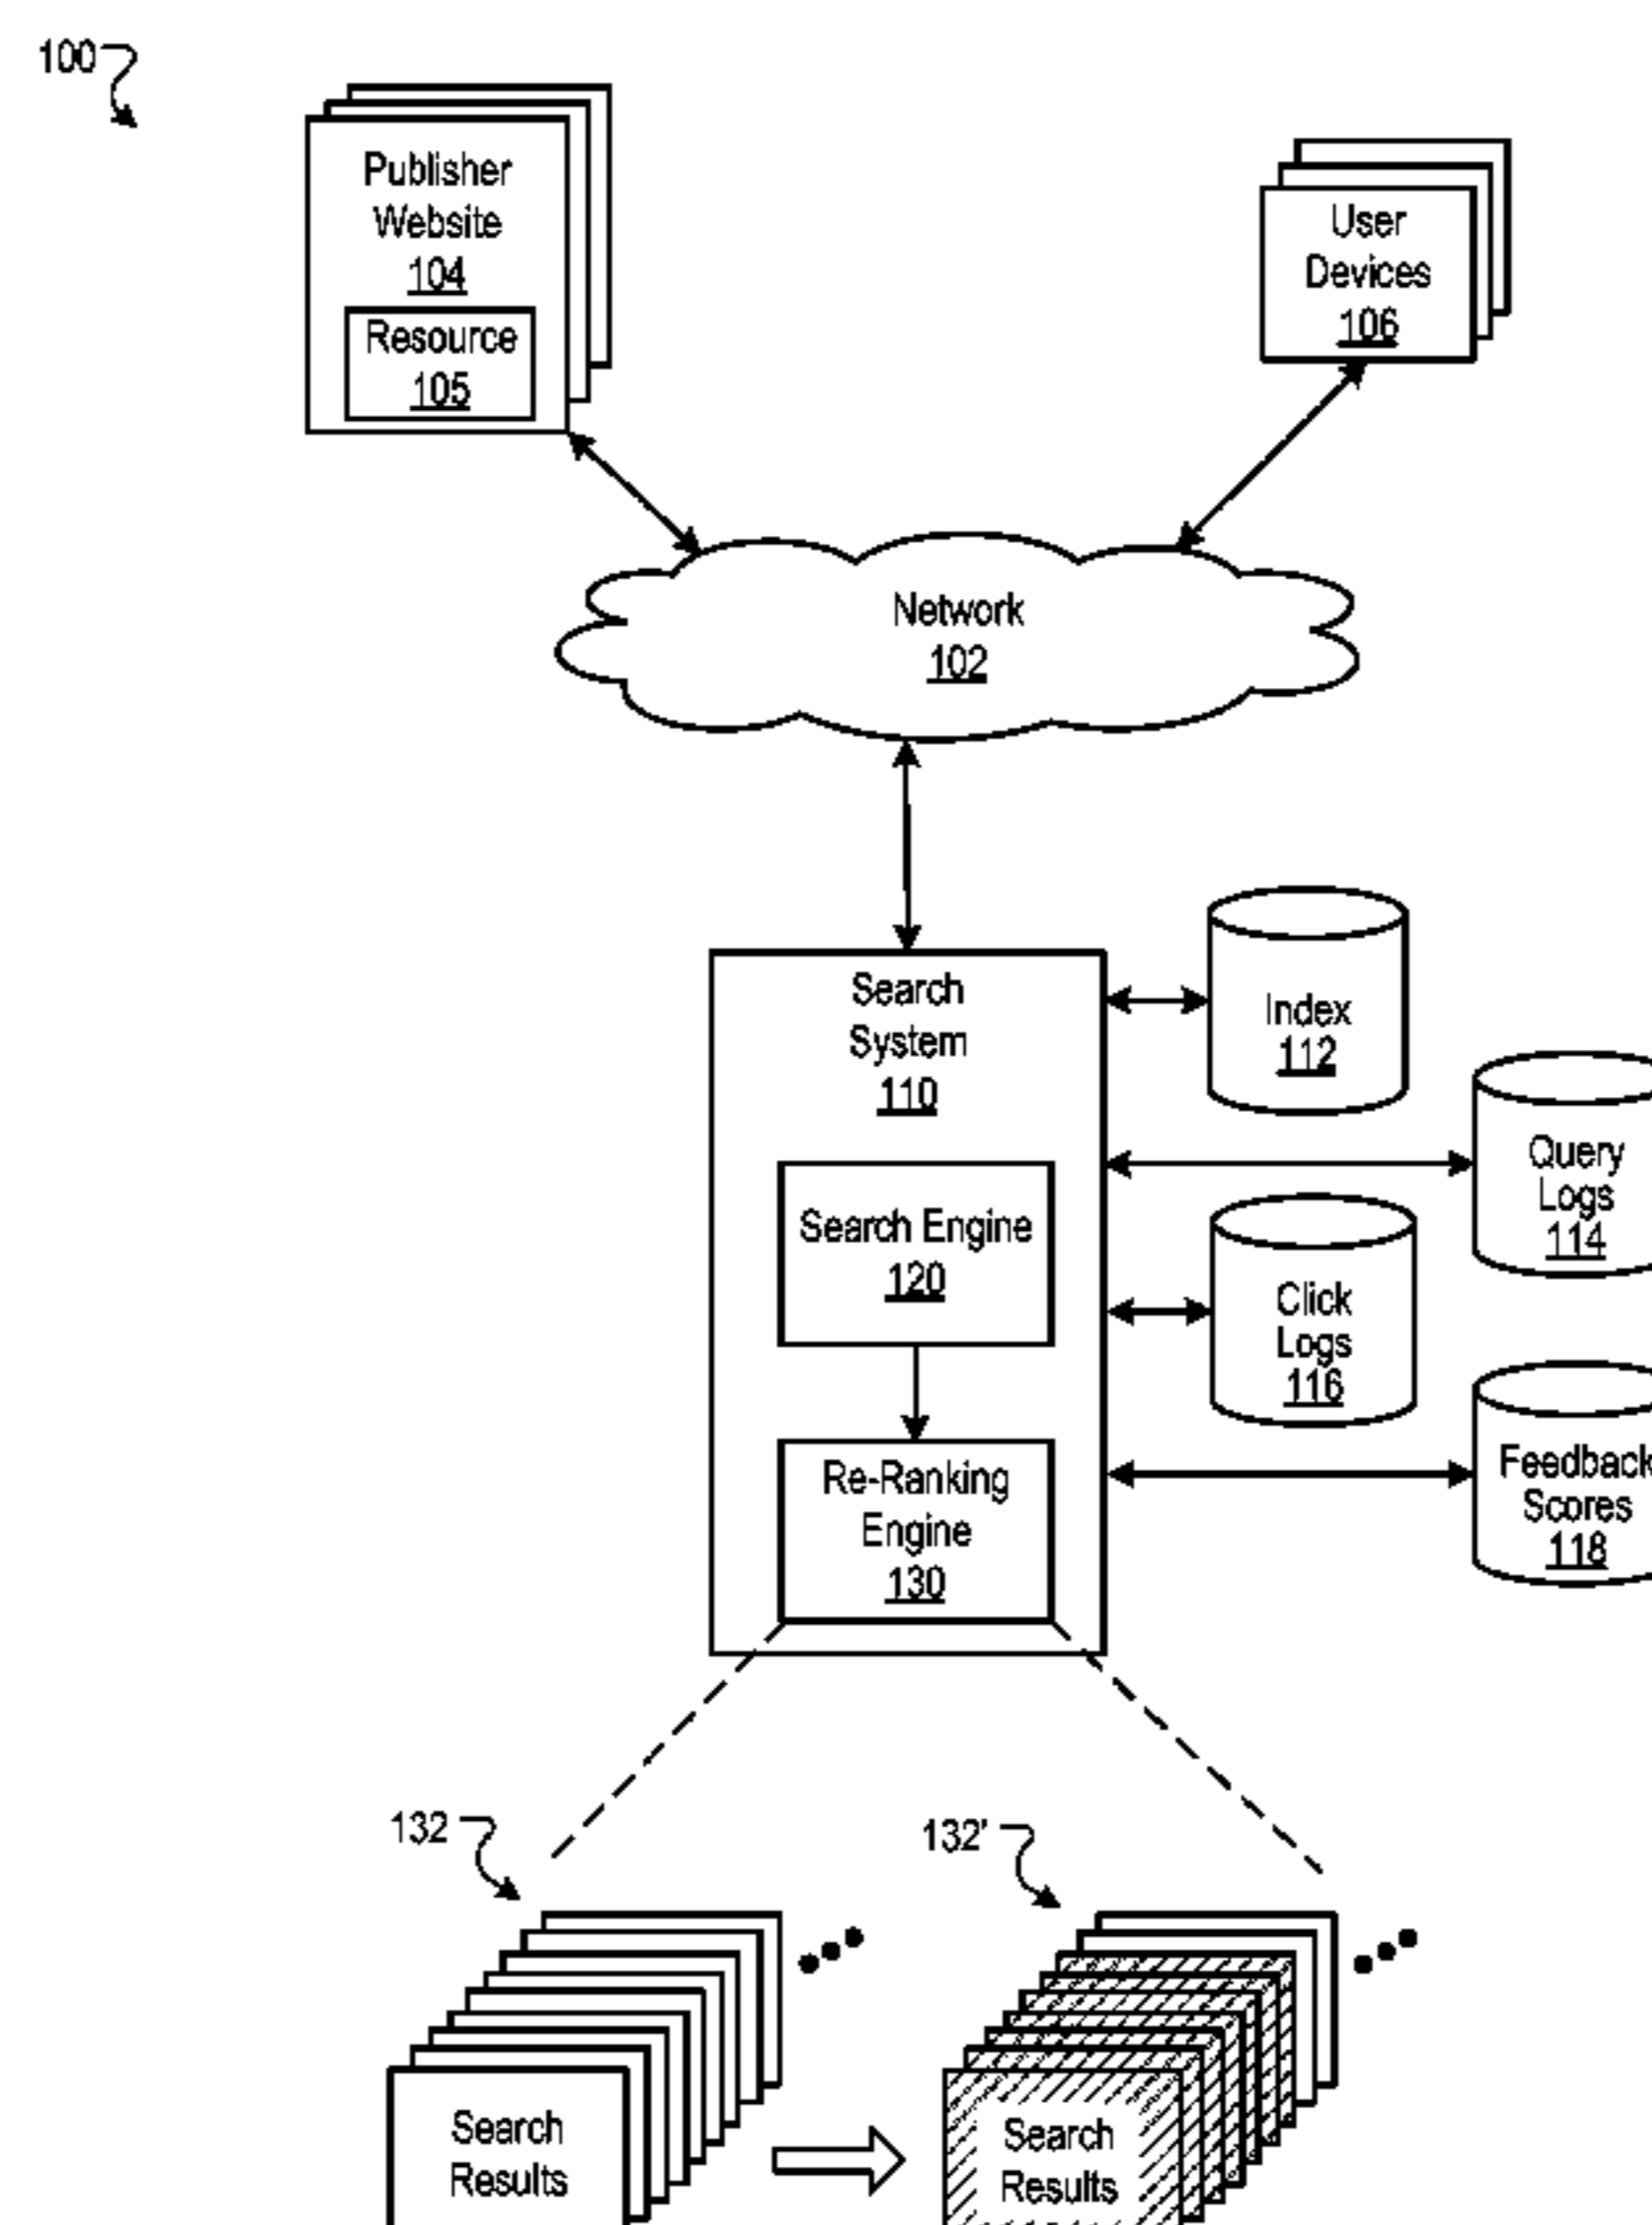 100
Publisher
Website
104
Resource
105
User
Devices
106
Network
102
Search
System
110
Index
112
Query
Logs
114
Search Engine
120
Click
Logs
116
Re-Ranking
Engine
130
Feedback
Scores
118
132
132'
Search
Results
Search
Results